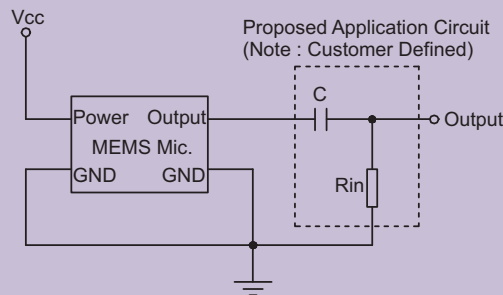 Vcc
Proposed Application Circuit
(Note : Customer Defined)
C
Power Output
Output
MEMS Mic.
GND GND
Rin